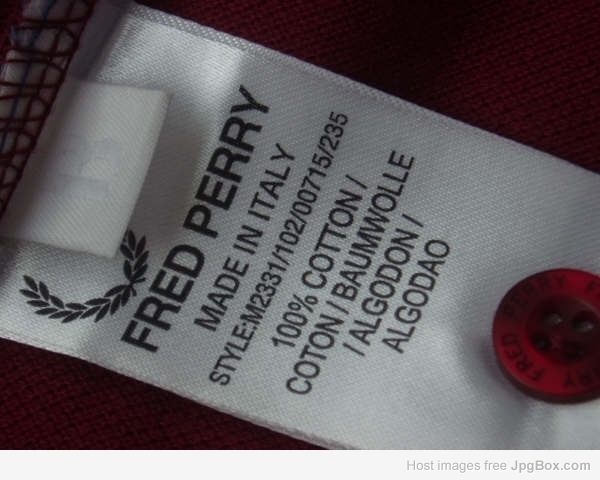 FRED PERRY
MADE IN ITALY
STYLE:M2331/102/00715/235
100% COTTON /
COTON / BAUMWOLLE
/ ALGODON /
ALGODAO
PERRY F
FRED
RRY
Host images free JpgBox.com